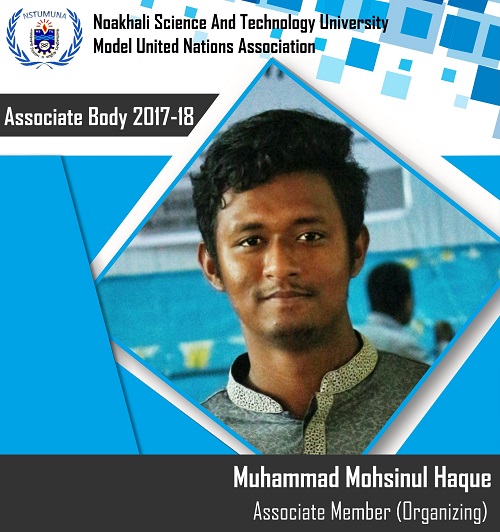 NSTUMUNA
Noakhali Science And Technology University
Model United Nations Association
Associate Body 2017-18
Muhammad Mohsinul Haque
Associate Member (Organizing)